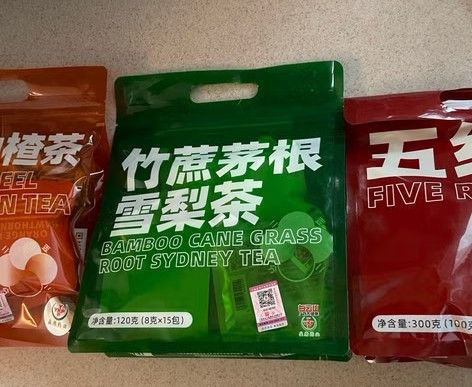 楂茶
EEL
N TEA
竹蔗茅根
雪梨茶
BAMBOO CANE GRASS
ROOT SYDNEY TEA
净含量:120克 (8克×15包)
五
FIVE R
净含量:300克 (100